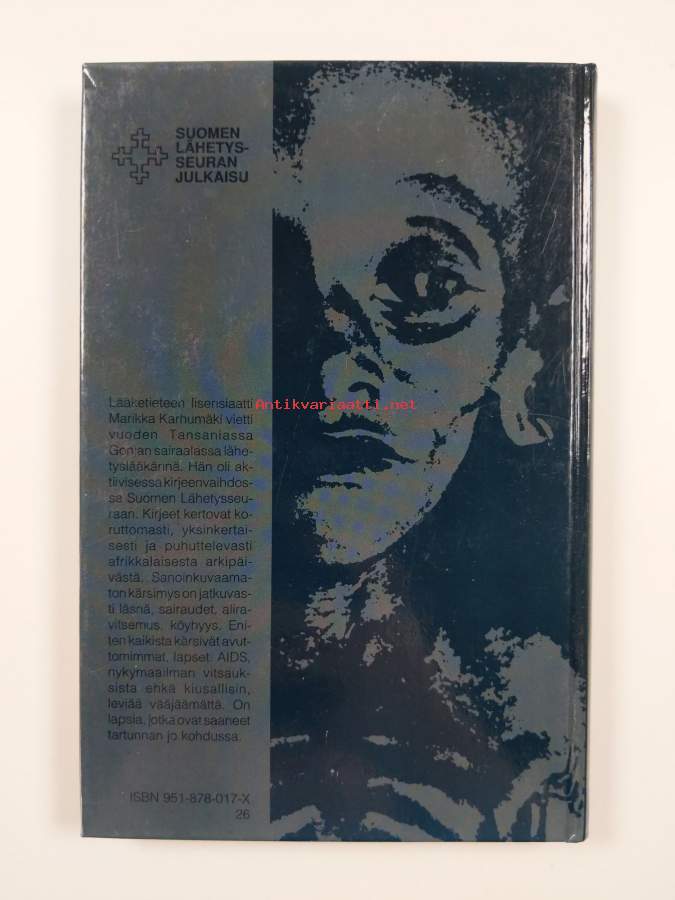 SUOMEN
LÄHETYS-
SEURAN
JULKAISU
Lääketieteen lisensiaatti
Marikka Karhumäki vietti
vuoden Tansaniassa
Gonjan sairaalassa lähe-
tyslääkärinä. Hän oli ak-
tiivisessa kirjeenvaihdos-
sa Suomen Lähetysseu-
raan. Kirjeet kertovat ko-
ruttomasti, yksinkertai-
sesti ja puhuttelevasti
afrikkalaisesta arkipäi-
västä. Sanoinkuvaama-
ton kärsimys on jatkuvas-
ti läsnä, sairaudet, alira-
vitsemus, köyhyys. Eni-
ten kaikista kärsivät avut-
tomimmat, lapset. AIDS,
nykymaailman vitsauk-
sista ehkä kiusallisin,
leviää vääjäämättä. On
lapsia, jotka ovat saaneet
tartunnan jo kohdussa.
Antikvariaatti.net
ISBN 951-878-017-X
26